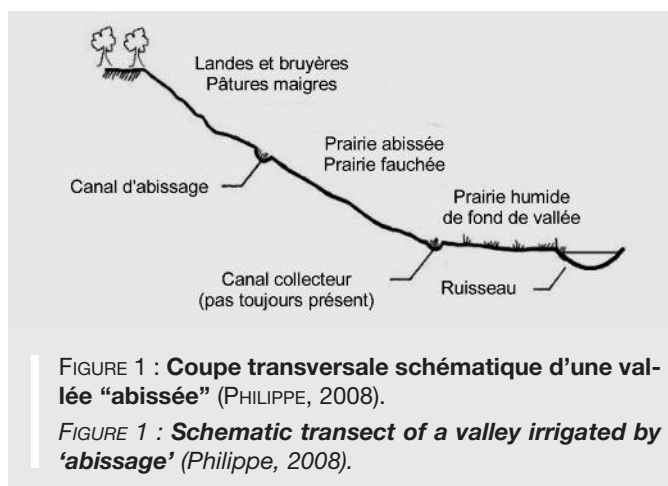 Landes et bruyères
Pâtures maigres
Prairie abissée
Prairie fauchée
Canal d'abissage
Prairie humide
de fond de vallée
Canal collecteur
(pas toujours présent)
Ruisseau
FIGURE 1 : Coupe transversale schématique d'une val-
lée "abissée" (PHILIPPE, 2008).
FIGURE 1 : Schematic transect of a valley irrigated by
'abissage' (Philippe, 2008).